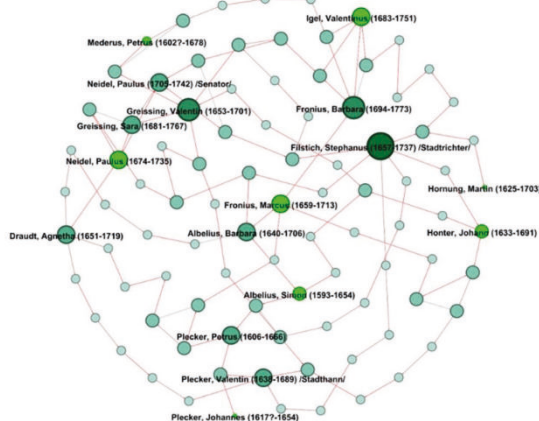 Igel, Valentinus (1683-1751)
Mederus, Petrus (1602?-1678)
Neidel, Paulus (1705-1742) /Senator/
Greissing, Valentin (1653-1701)
Fronius, Barbara (1694-1773)
Greissing, Sara (1681-1767)
Filstich, Stephanus (1657-1737) /Stadtrichter/
Neidel, Paulus (1674-1735)
Hornung, Martin (1625-1703)
Fronius, Marcus (1659-1713)
Draudt, Agnetha (1651-1719)
Albelius, Barbara (1640-1706)
Honter, Johann (1633-1691)
Albelius, Simon (1593-1654)
Plecker, Petrus (1606-1666)
Plecker, Valentin (1638-1689) /Stadthann/
Plecker, Johannes (1617?-1654)